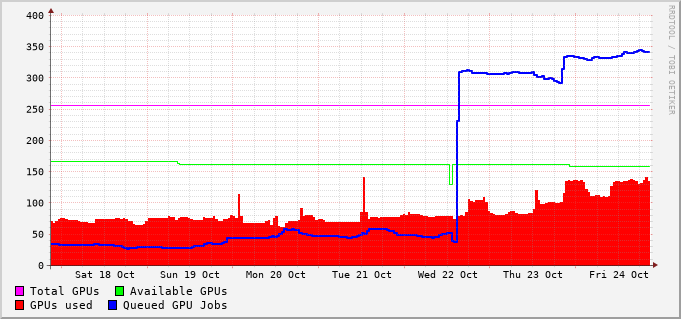 400
350
300
250
200
150
100
50
0
Sat 18 Oct Sun 19 Oct Mon 20 Oct Tue 21 Oct Wed 22 Oct Thu 23 Oct Fri 24 Oct
Total GPUs Available GPUs
GPUs used Queued GPU Jobs
RRDTOOL / TOBI OETIKER